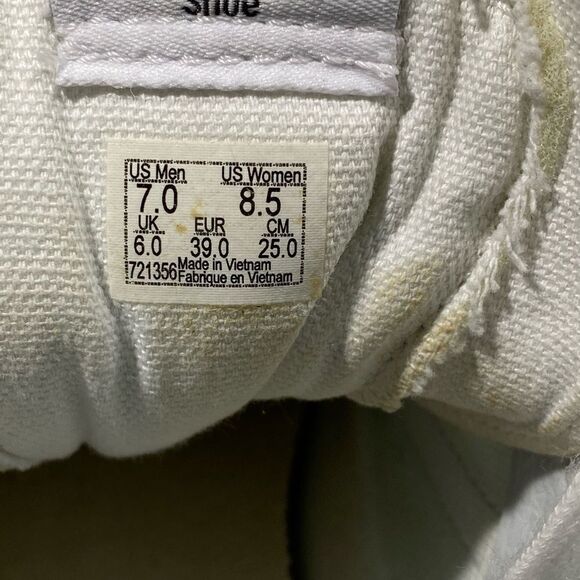 Shoe
US Men US Women
7.0 8.5
UK EUR CM
6.0 39.0 25.0
721356 Made in Vietnam
Fabrique en Vietnam